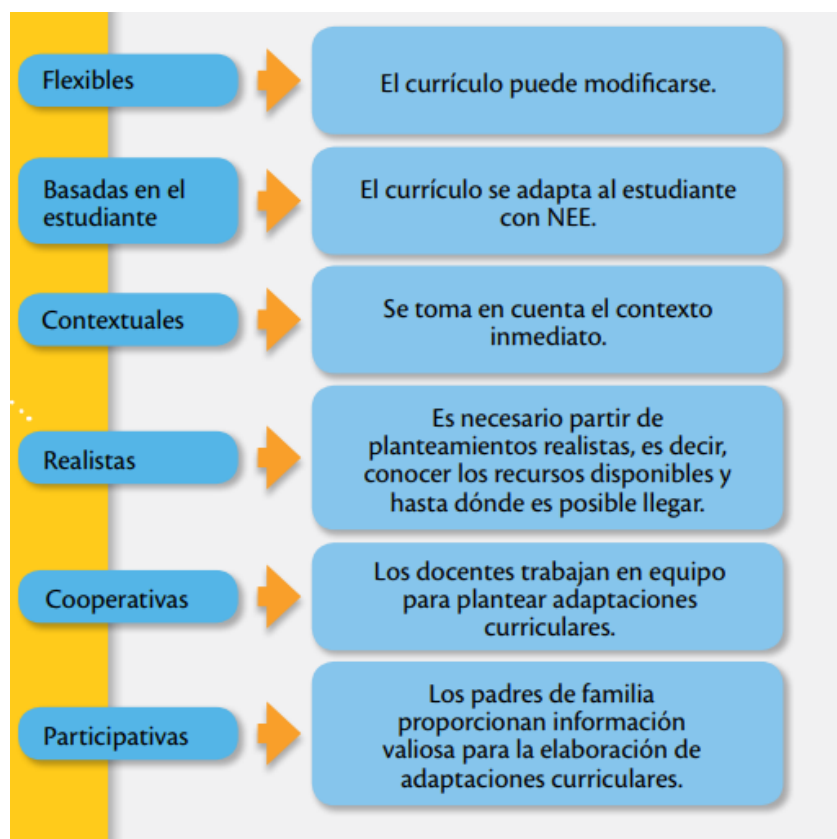 Flexibles
El currículo puede modificarse.
Basadas en el
estudiante
El currículo se adapta al estudiante
con NEE.
Contextuales
Se toma en cuenta el contexto
inmediato.
Realistas
Es necesario partir de
planteamientos realistas, es decir,
conocer los recursos disponibles y
hasta dónde es posible llegar.
Cooperativas
Los docentes trabajan en equipo
para plantear adaptaciones
curriculares.
Participativas
Los padres de familia
proporcionan información
valiosa para la elaboración de
adaptaciones curriculares.